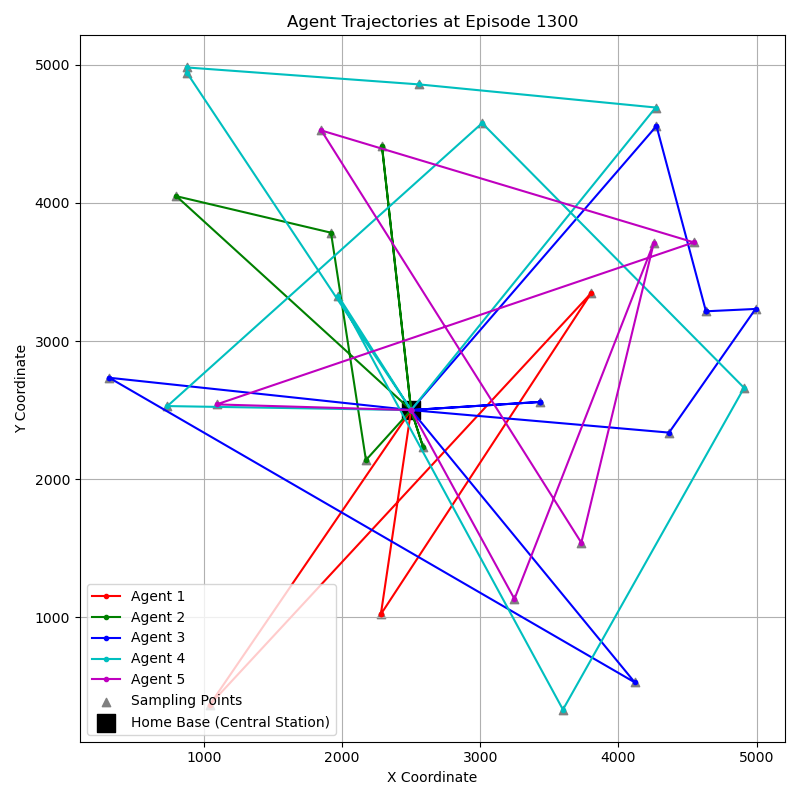 Agent Trajectories at Episode 1300
5000
4000
3000
2000
1000
Y Coordinate
Agent 1
Agent 2
Agent 3
Agent 4
Agent 5
Sampling Points
Home Base (Central Station)
1000 2000 3000 4000 5000
X Coordinate